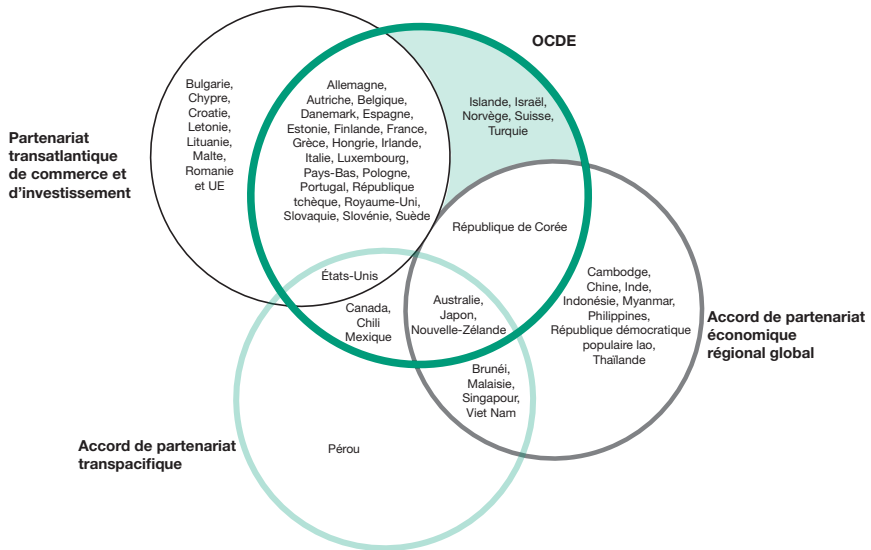 OCDE
Bulgarie,
Chypre,
Croatie,
Letonie,
Lituanie,
Malte,
Romanie
et UE
Allemagne,
Autriche, Belgique,
Danemark, Espagne,
Estonie, Finlande, France,
Grèce, Hongrie, Irlande,
Italie, Luxembourg,
Pays-Bas, Pologne,
Portugal, République
tchèque, Royaume-Uni,
Slovaquie, Slovénie, Suède
Islande, Israël,
Norvège, Suisse,
Turquie
Partenariat
transatlantique
de commerce et
d'investissement
République de Corée
États-Unis
Canada,
Chili
Mexique
Australie,
Japon,
Nouvelle-Zélande
Cambodge,
Chine, Inde,
Indonésie, Myanmar,
Philippines,
République démocratique
populaire lao,
Thaïlande
Accord de partenariat
économique
régional global
Brunéi,
Malaisie,
Singapour,
Viet Nam
Accord de partenariat
transpacifique
Pérou